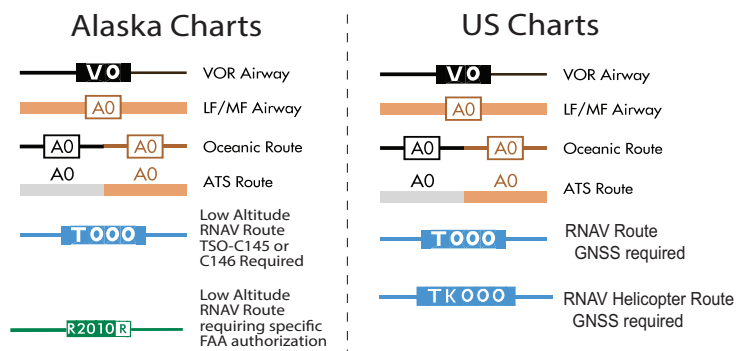 Alaska Charts
V0
VOR Airway
A0
LF/MF Airway
A0
A0
Oceanic Route
A0
A0
ATS Route
T000
Low Altitude
RNAV Route
TSO-C145 or
C146 Required
R2010 R
Low Altitude
RNAV Route
requiring specific
FAA authorization
US Charts
V0
VOR Airway
A0
LF/MF Airway
A0
A0
Oceanic Route
A0
A0
ATS Route
T000
RNAV Route
GNSS required
TK000
RNAV Helicopter Route
GNSS required